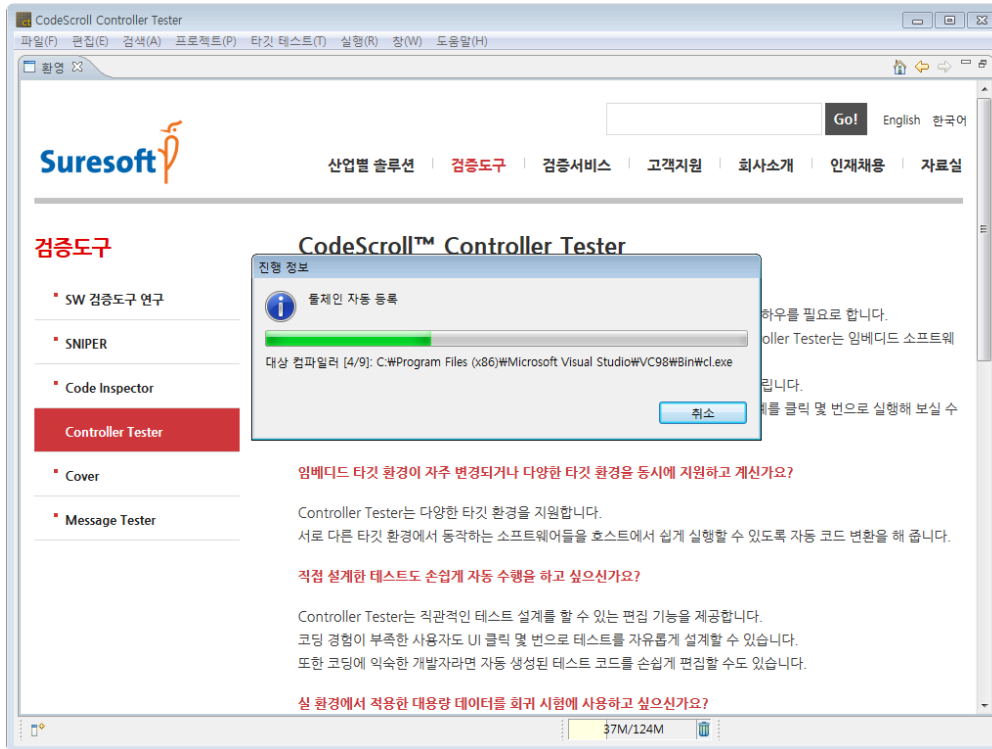 CodeScroll Controller Tester
파일(F) 편집(E) 검색(A) 프로젝트(P) 타깃 테스트(T) 실행(R) 창(W) 도움말(H)
환영
Go! English 한국어
Suresoft
산업별 솔루션 검증도구 검증서비스 고객지원 회사소개 인재채용 자료실
검증도구
SW 검증도구 연구
SNIPER
Code Inspector
Controller Tester
Cover
Message Tester
CodeScroll™ Controller Tester
진행 정보
툴체인 자동 등록
대상 컴파일러 [4/9]: C:₩Program Files (x86)₩Microsoft Visual Studio₩VC98₩Bin₩cl.exe
취소
하우를 필요로 합니다.
oller Tester는 임베디드 소프트웨
립니다.
를 클릭 몇 번으로 실행해 보실 수
임베디드 타깃 환경이 자주 변경되거나 다양한 타깃 환경을 동시에 지원하고 계신가요?
Controller Tester는 다양한 타깃 환경을 지원합니다.
서로 다른 타깃 환경에서 동작하는 소프트웨어들을 호스트에서 쉽게 실행할 수 있도록 자동 코드 변환을 해 줍니다.
직접 설계한 테스트도 손쉽게 자동 수행을 하고 싶으신가요?
Controller Tester는 직관적인 테스트 설계를 할 수 있는 편집 기능을 제공합니다.
코딩 경험이 부족한 사용자도 UI 클릭 몇 번으로 테스트를 자유롭게 설계할 수 있습니다.
또한 코딩에 익숙한 개발자라면 자동 생성된 테스트 코드를 손쉽게 편집할 수도 있습니다.
실 환경에서 적용한 대용량 데이터를 회귀 시험에 사용하고 싶으신가요?
37M/124M